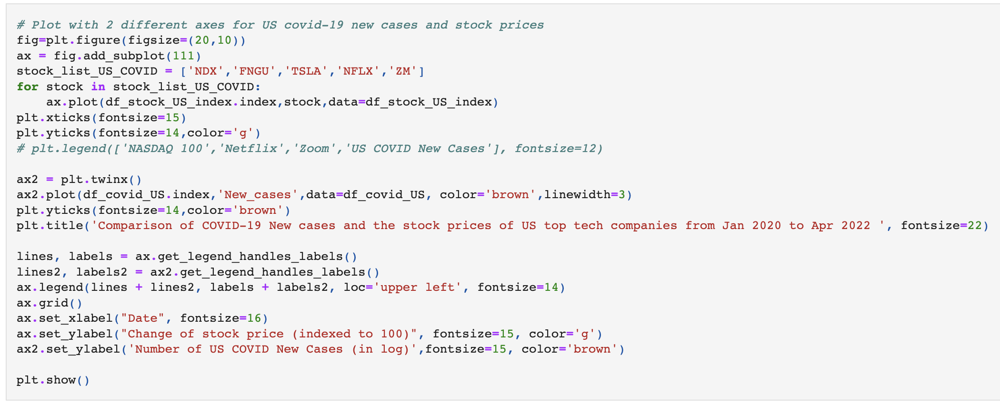 # Plot with 2 different axes for US covid-19 new cases and stock prices
fig=plt.figure(figsize=(20,10))
ax = fig.add_subplot(111)
stock_list_US_COVID = ['NDX','FNGU','TSLA','NFLX','ZM']
for stock in stock_list_US_COVID:
    ax.plot(df_stock_US_index.index,stock,data=df_stock_US_index)
plt.xticks(fontsize=15)
plt.yticks(fontsize=14,color='g')
# plt.legend(['NASDAQ 100','Netflix','Zoom','US COVID New Cases'], fontsize=12)

ax2 = plt.twinx()
ax2.plot(df_covid_US.index,'New_cases',data=df_covid_US, color='brown',linewidth=3)
plt.yticks(fontsize=14,color='brown')
plt.title('Comparison of COVID-19 New cases and the stock prices of US top tech companies from Jan 2020 to Apr 2022 ', fontsize=22)

lines, labels = ax.get_legend_handles_labels()
lines2, labels2 = ax2.get_legend_handles_labels()
ax.legend(lines + lines2, labels + labels2, loc='upper left', fontsize=14)
ax.grid()
ax.set_xlabel("Date", fontsize=16)
ax.set_ylabel("Change of stock price (indexed to 100)", fontsize=15, color='g')
ax2.set_ylabel('Number of US COVID New Cases (in log)',fontsize=15, color='brown')

plt.show()